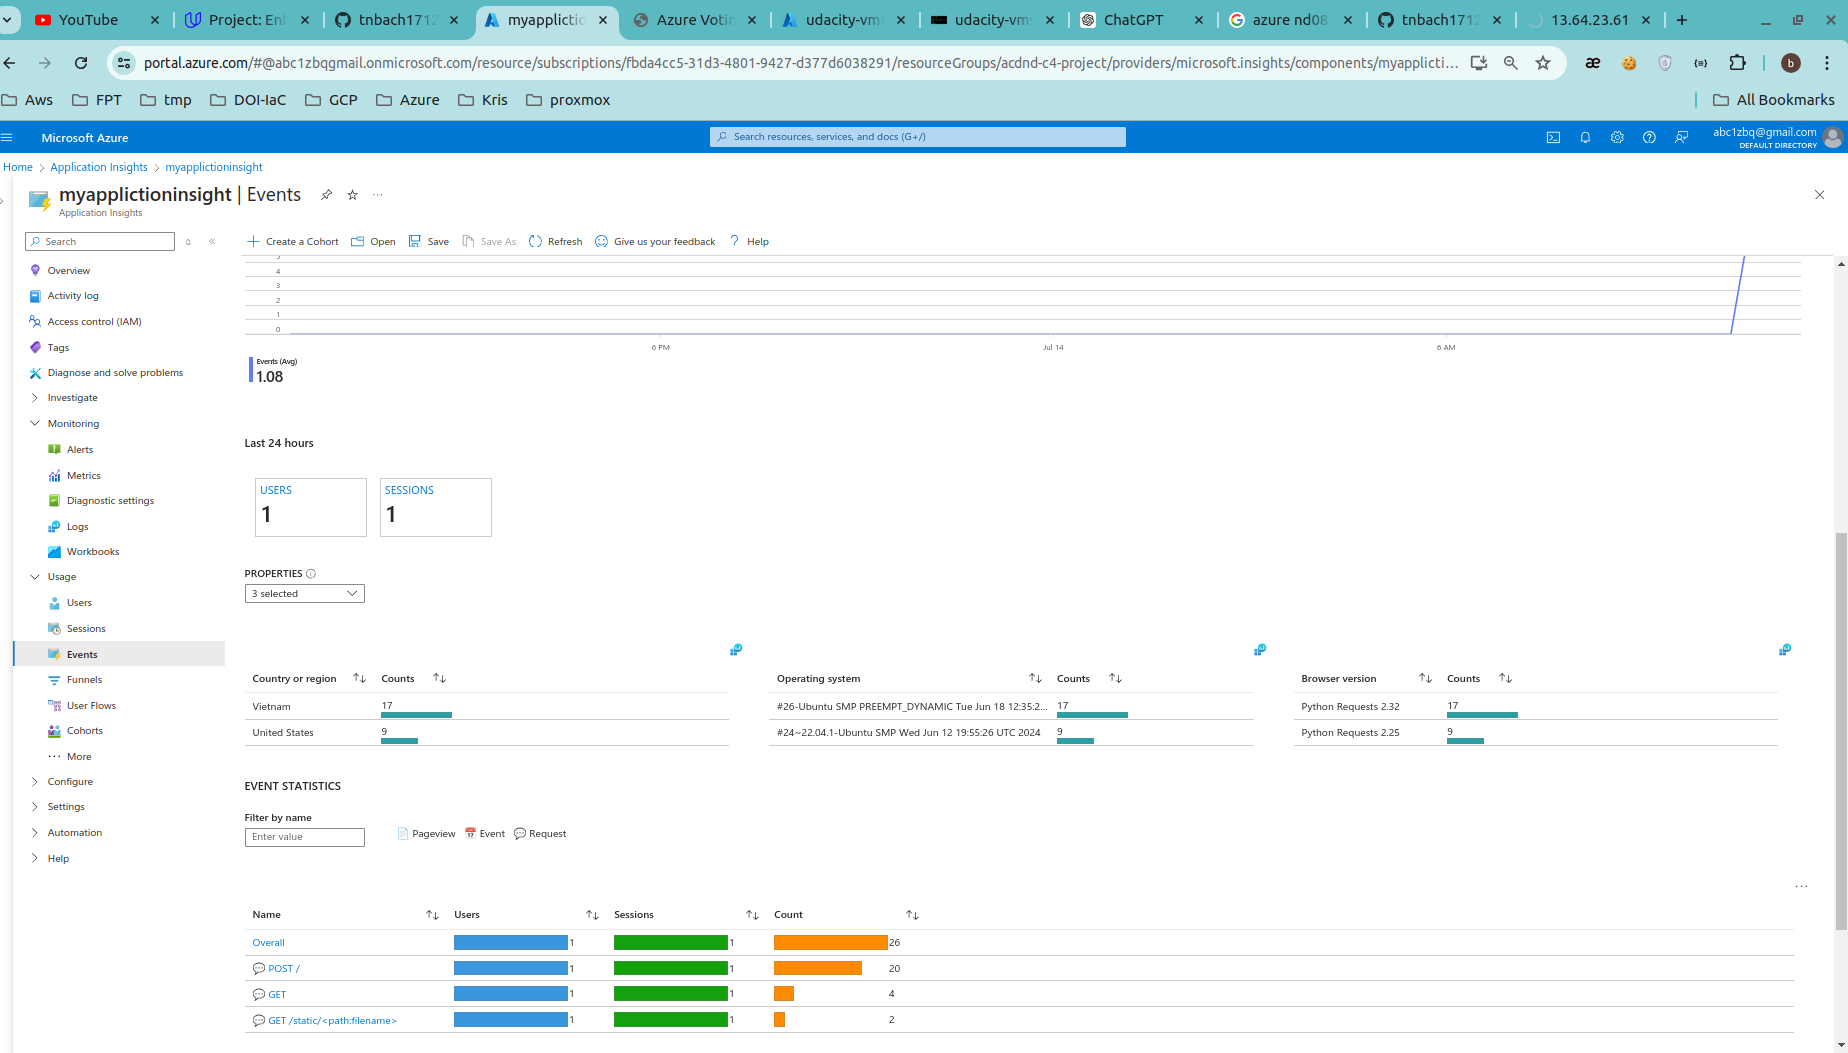 YouTube
Project: En
tnbach171
myapplictio
Azure Voti
udacity-vm
udacity-vm
ChatGPT
azure nd08
tnbach171
13.64.23.61
portal.azure.com/#@abc1zbqgmail.onmicrosoft.com/resource/subscriptions/fbda4cc5-31d3-4801-9427-d377d6038291/resourceGroups/acdnd-c4-project/providers/microsoft.insights/components/myapplicti...
b
Aws
FPT
tmp
DOI-IaC
GCP
Azure
Kris
proxmox
All Bookmarks
Microsoft Azure
Search resources, services, and docs (G+/)
abc1zbq@gmail.com
DEFAULT DIRECTORY
Home > Application Insights > myapplictioninsight
myapplictioninsight | Events
Application Insights
Search
Create a Cohort
Open
Save
Save As
Refresh
Give us your feedback
? Help
Overview
Activity log
Access control (IAM)
Tags
Diagnose and solve problems
Investigate
Monitoring
Alerts
Metrics
Diagnostic settings
Logs
Workbooks
Usage
Users
Sessions
Events
Funnels
User Flows
Cohorts
More
Configure
Settings
Automation
Help
4
3
2
1
0
6 PM
Jul 14
6 AM
Events (Avg)
1.08
Last 24 hours
USERS
1
SESSIONS
1
PROPERTIES
3 selected
Country or region Counts
Vietnam 17
United States 9
Operating system Counts
#26-Ubuntu SMP PREEMPT_DYNAMIC Tue Jun 18 12:35:2... 17
#24~22.04.1-Ubuntu SMP Wed Jun 12 19:55:26 UTC 2024 9
Browser version Counts
Python Requests 2.32 17
Python Requests 2.25 9
EVENT STATISTICS
Filter by name
Enter value
Pageview
Event
Request
...
Name Users Sessions Count
Overall 1 1 26
POST / 1 1 20
GET 1 1 4
GET /static/<path:filename> 1 1 2